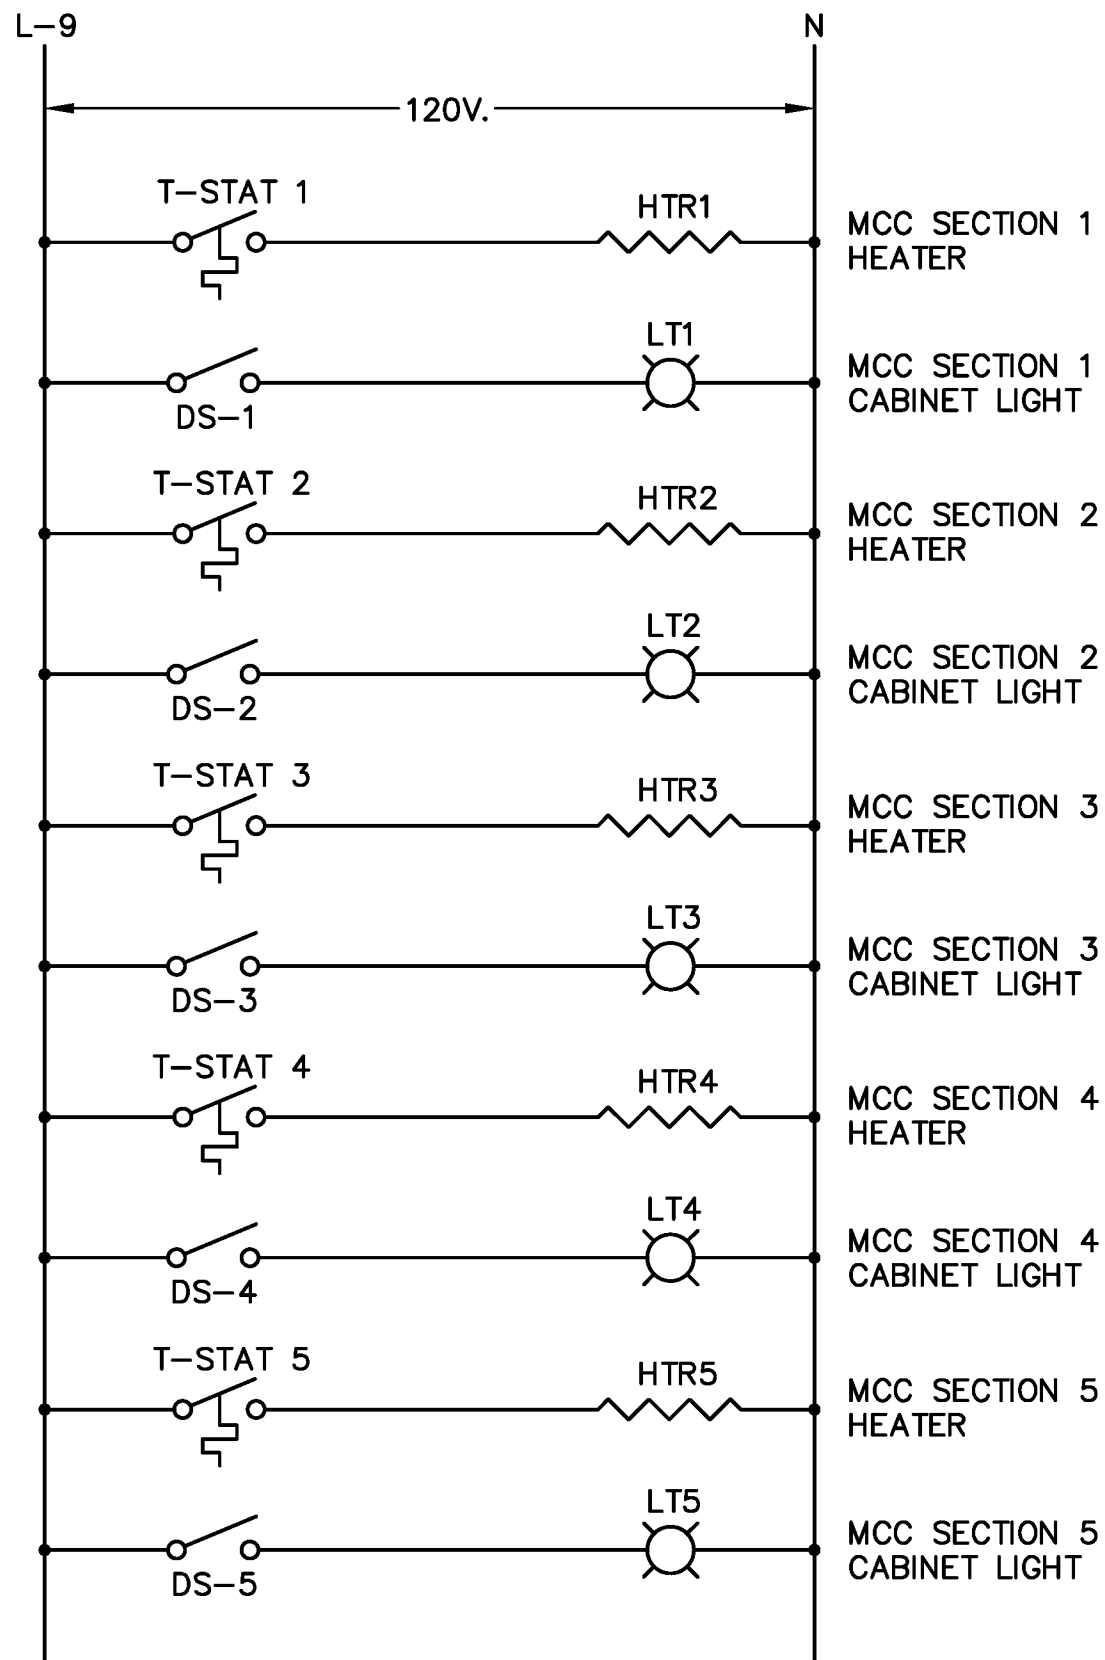 L-9
N
120V.
T-STAT 1
HTR1
MCC SECTION 1
HEATER
LT1
MCC SECTION 1
CABINET LIGHT
DS-1
T-STAT 2
HTR2
MCC SECTION 2
HEATER
LT2
MCC SECTION 2
CABINET LIGHT
DS-2
T-STAT 3
HTR3
MCC SECTION 3
HEATER
LT3
MCC SECTION 3
CABINET LIGHT
DS-3
T-STAT 4
HTR4
MCC SECTION 4
HEATER
LT4
MCC SECTION 4
CABINET LIGHT
DS-4
T-STAT 5
HTR5
MCC SECTION 5
HEATER
LT5
MCC SECTION 5
CABINET LIGHT
DS-5